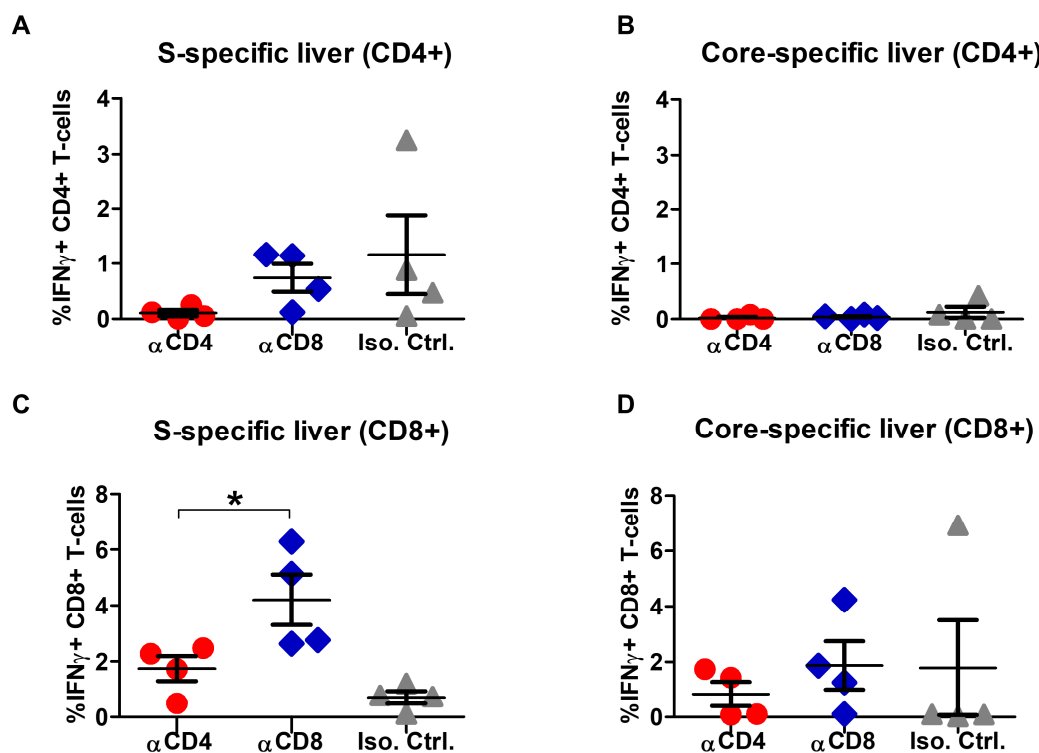 A
S-specific liver (CD4+)
%IFNγ+ CD4+ T-cells
4
3
2
1
0
αCD4
αCD8
Iso. Ctrl.
B
Core-specific liver (CD4+)
%IFNγ+ CD4+ T-cells
4
3
2
1
0
αCD4
αCD8
Iso. Ctrl.
C
S-specific liver (CD8+)
%IFNγ+ CD8+ T-cells
8
6
4
2
0
*
αCD4
αCD8
Iso. Ctrl.
D
Core-specific liver (CD8+)
%IFNγ+ CD8+ T-cells
8
6
4
2
0
αCD4
αCD8
Iso. Ctrl.